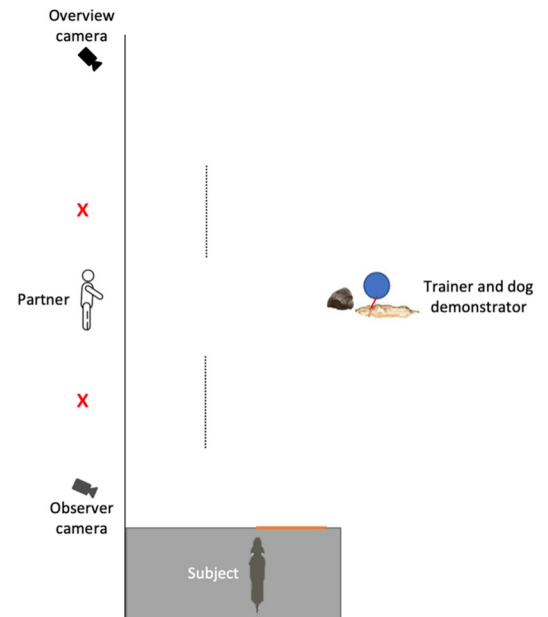 Overview
camera
X
Partner
Trainer and dog
demonstrator
X
Observer
camera
Subject